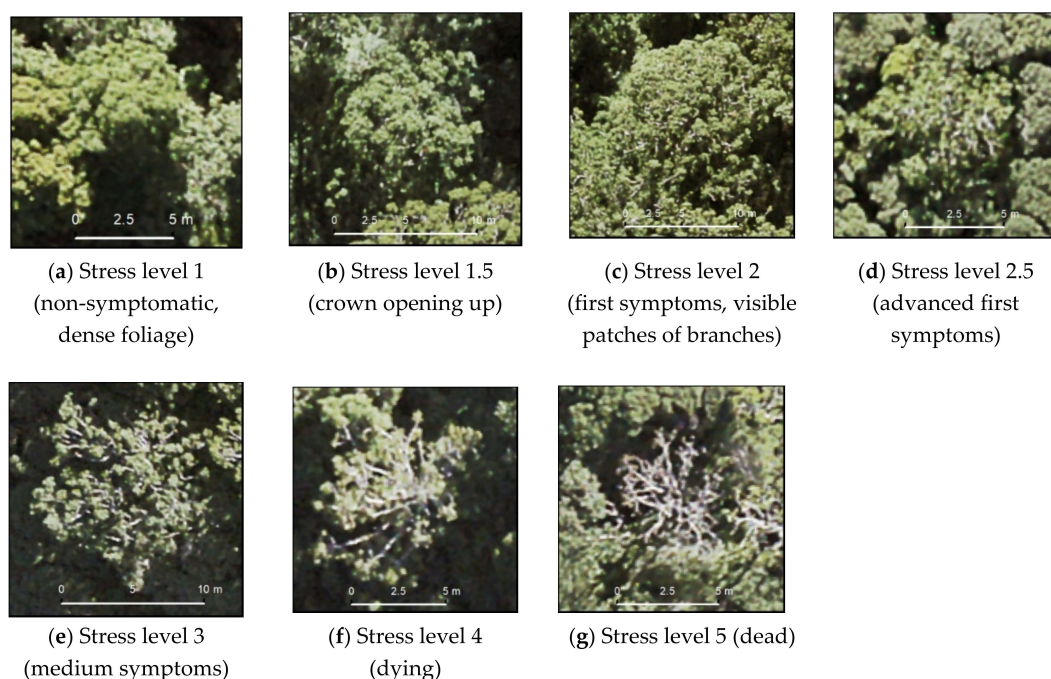 0 2.5 5 m
0 2.5 5 10 m
0 2.5 5 10 m
0 2.5 5 m
(a) Stress level 1
(non-symptomatic,
dense foliage)
(b) Stress level 1.5
(crown opening up)
(c) Stress level 2
(first symptoms, visible
patches of branches)
(d) Stress level 2.5
(advanced first
symptoms)
0 5 10 m
0 2.5 5 m
0 2.5 5 m
(e) Stress level 3
(medium symptoms)
(f) Stress level 4
(dying)
(g) Stress level 5 (dead)